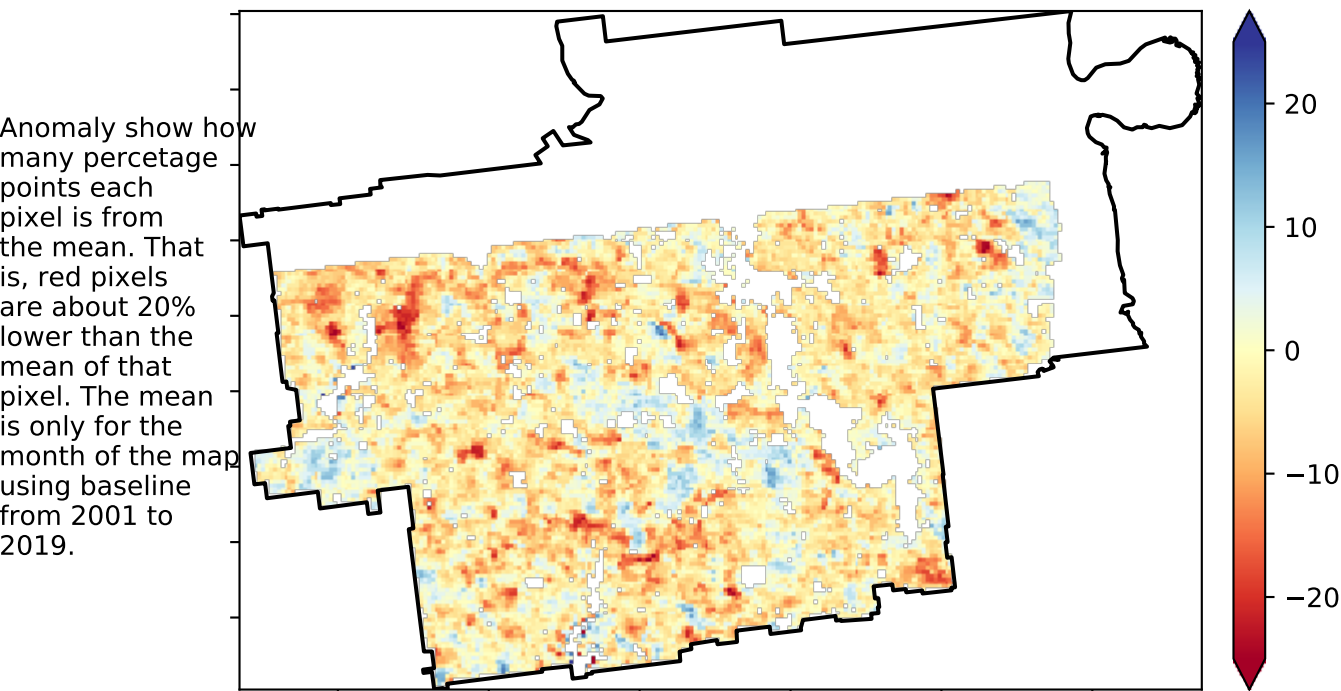 Anomaly show how
many percetage
points each
pixel is from
the mean. That
is, red pixels
are about 20%
lower than the
mean of that
pixel. The mean
is only for the
month of the map
using baseline
from 2001 to
2019.
20
10
0
−10
−20